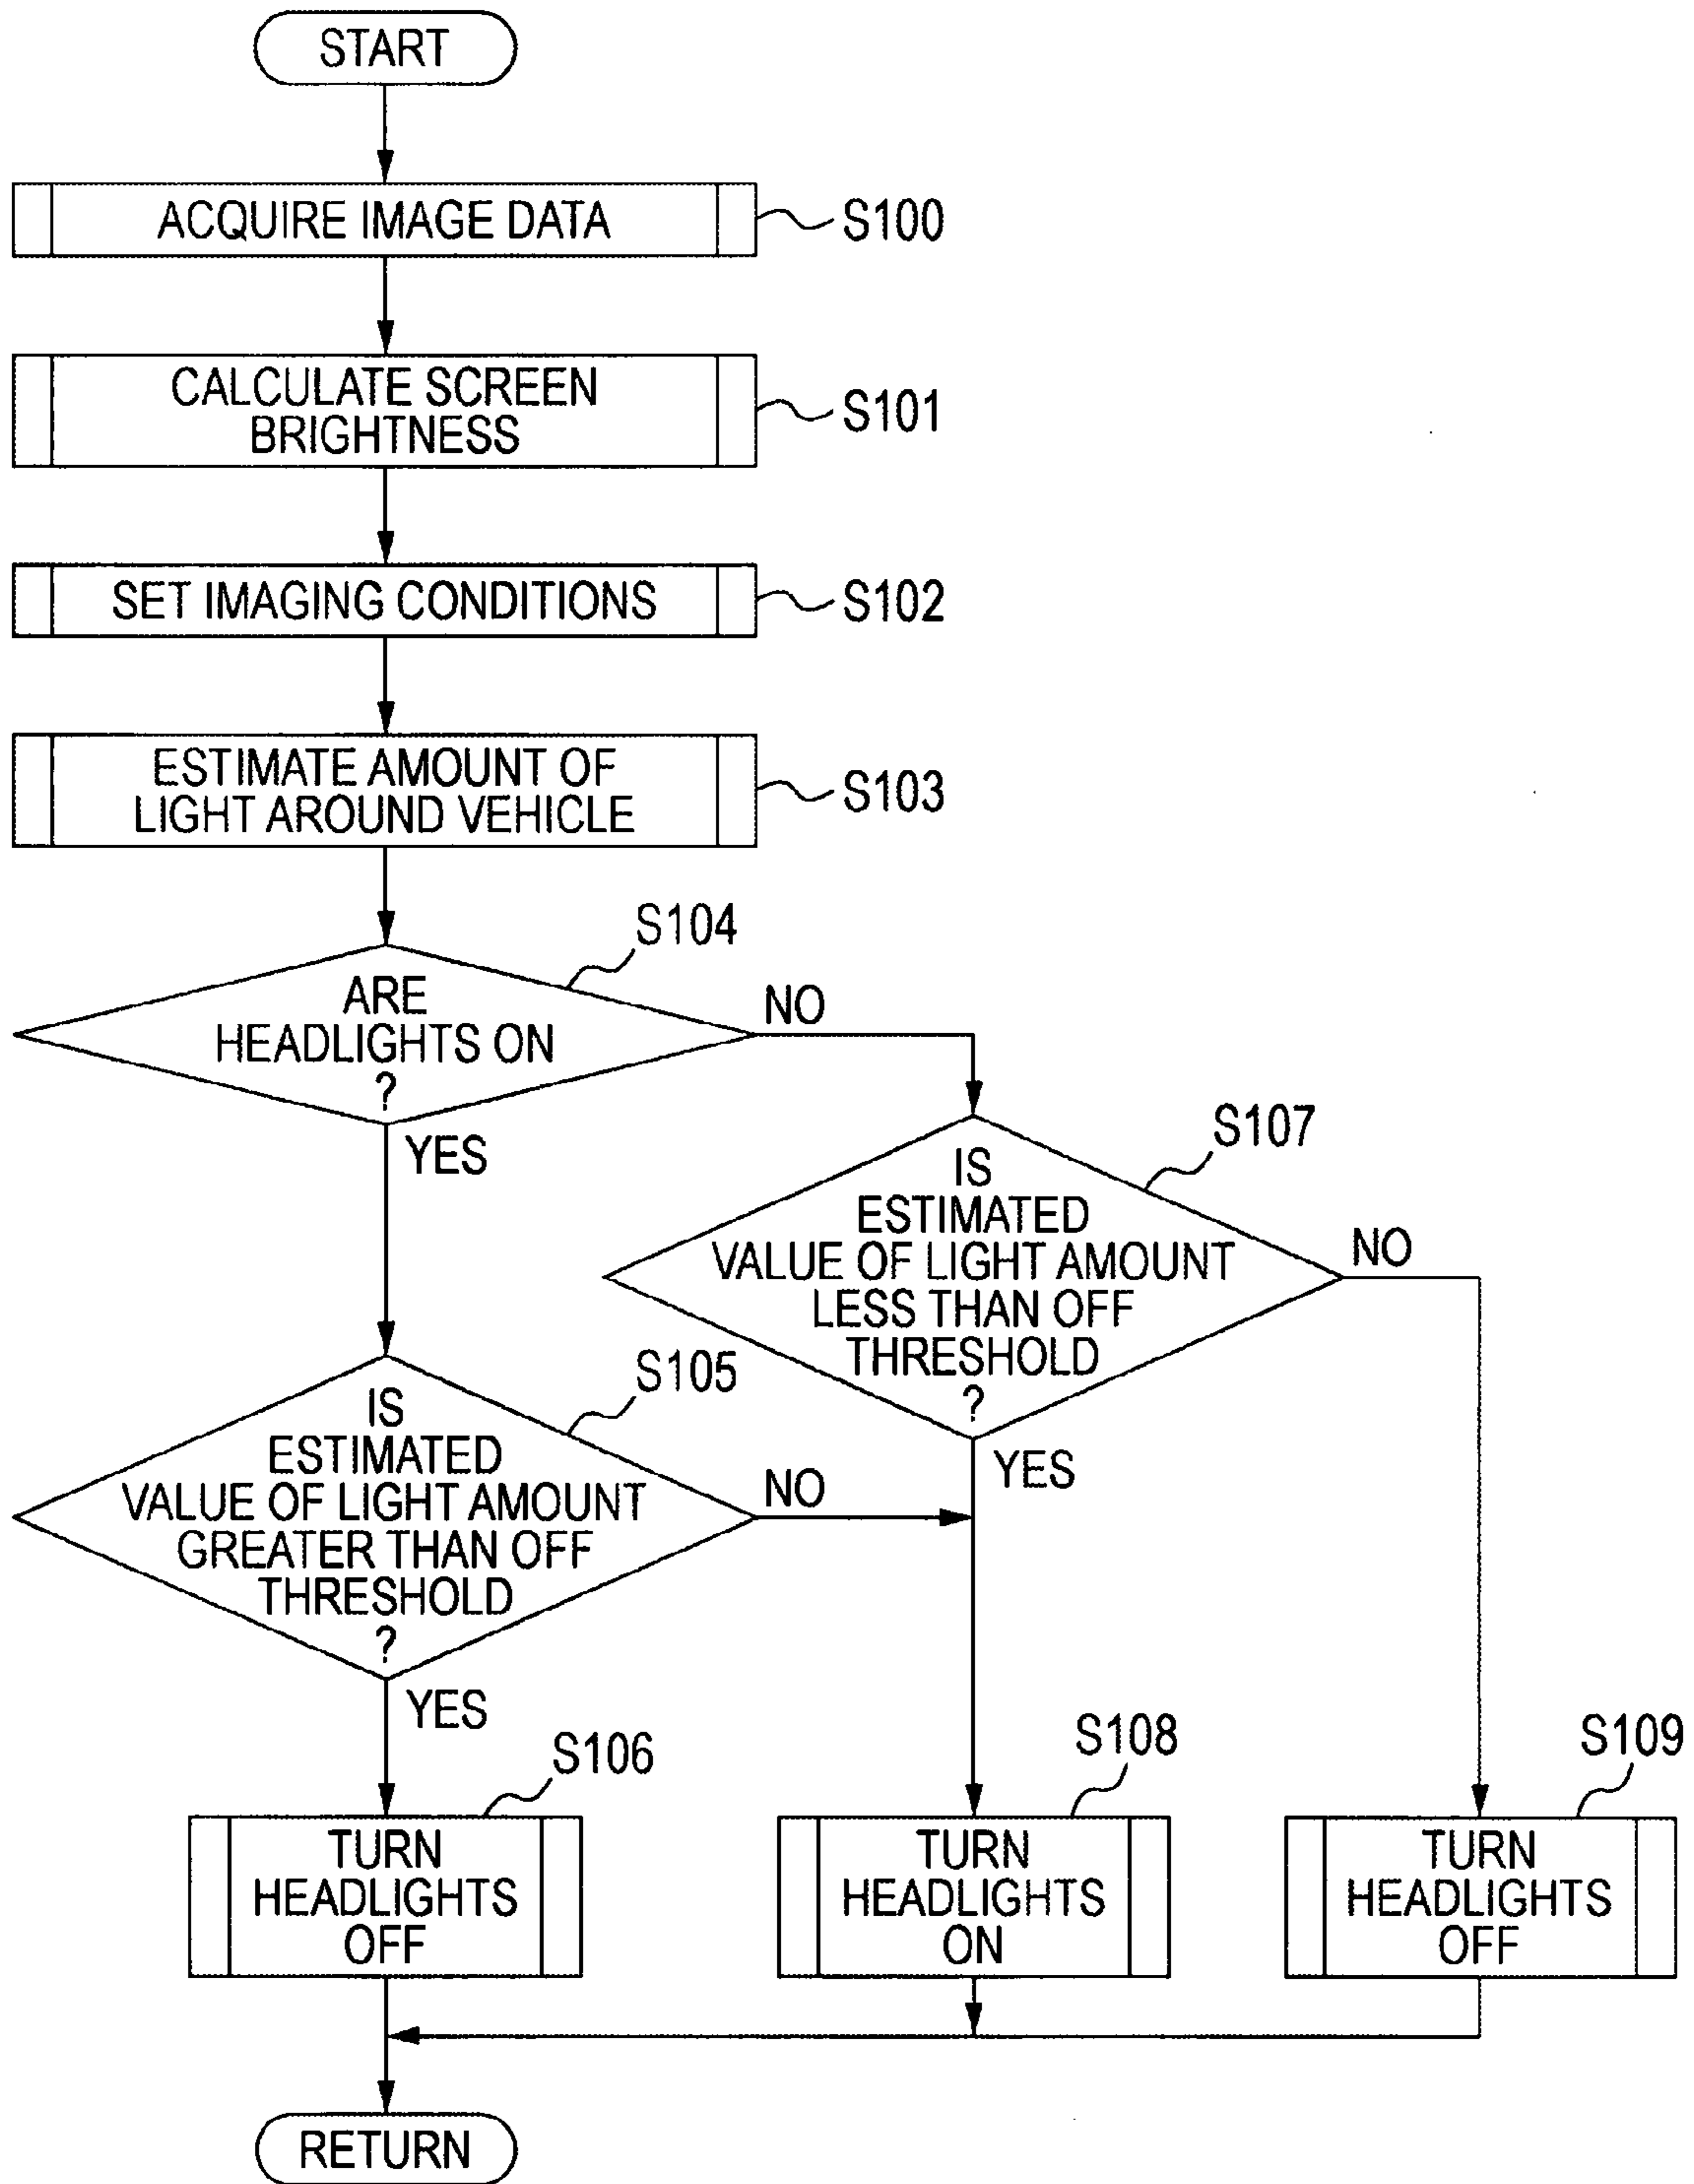 START
ACQUIRE IMAGE DATA
S100
CALCULATE SCREEN
BRIGHTNESS
S101
SET IMAGING CONDITIONS
S102
ESTIMATE AMOUNT OF
LIGHT AROUND VEHICLE
S103
S104
ARE
HEADLIGHTS ON
?
NO
YES
S107
IS
ESTIMATED
VALUE OF LIGHT AMOUNT
LESS THAN OFF
THRESHOLD
?
NO
YES
S105
IS
ESTIMATED
VALUE OF LIGHT AMOUNT
GREATER THAN OFF
THRESHOLD
?
NO
YES
S106
TURN
HEADLIGHTS
OFF
S108
TURN
HEADLIGHTS
ON
S109
TURN
HEADLIGHTS
OFF
RETURN